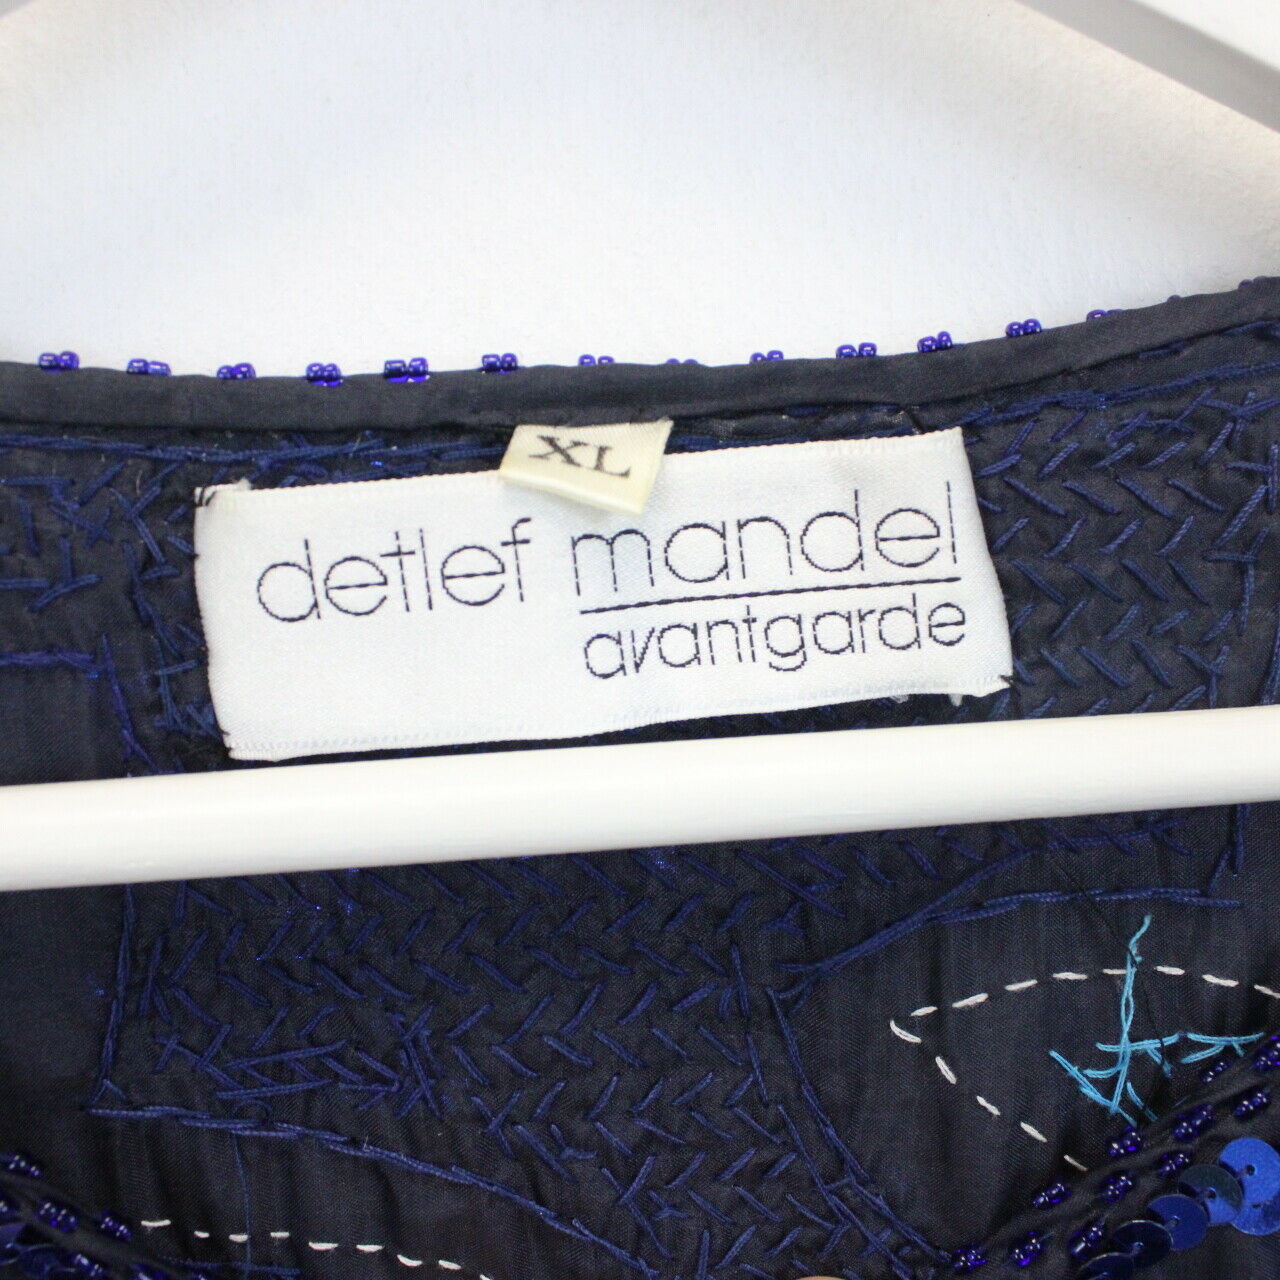 XL
detlef mandel
avantgarde